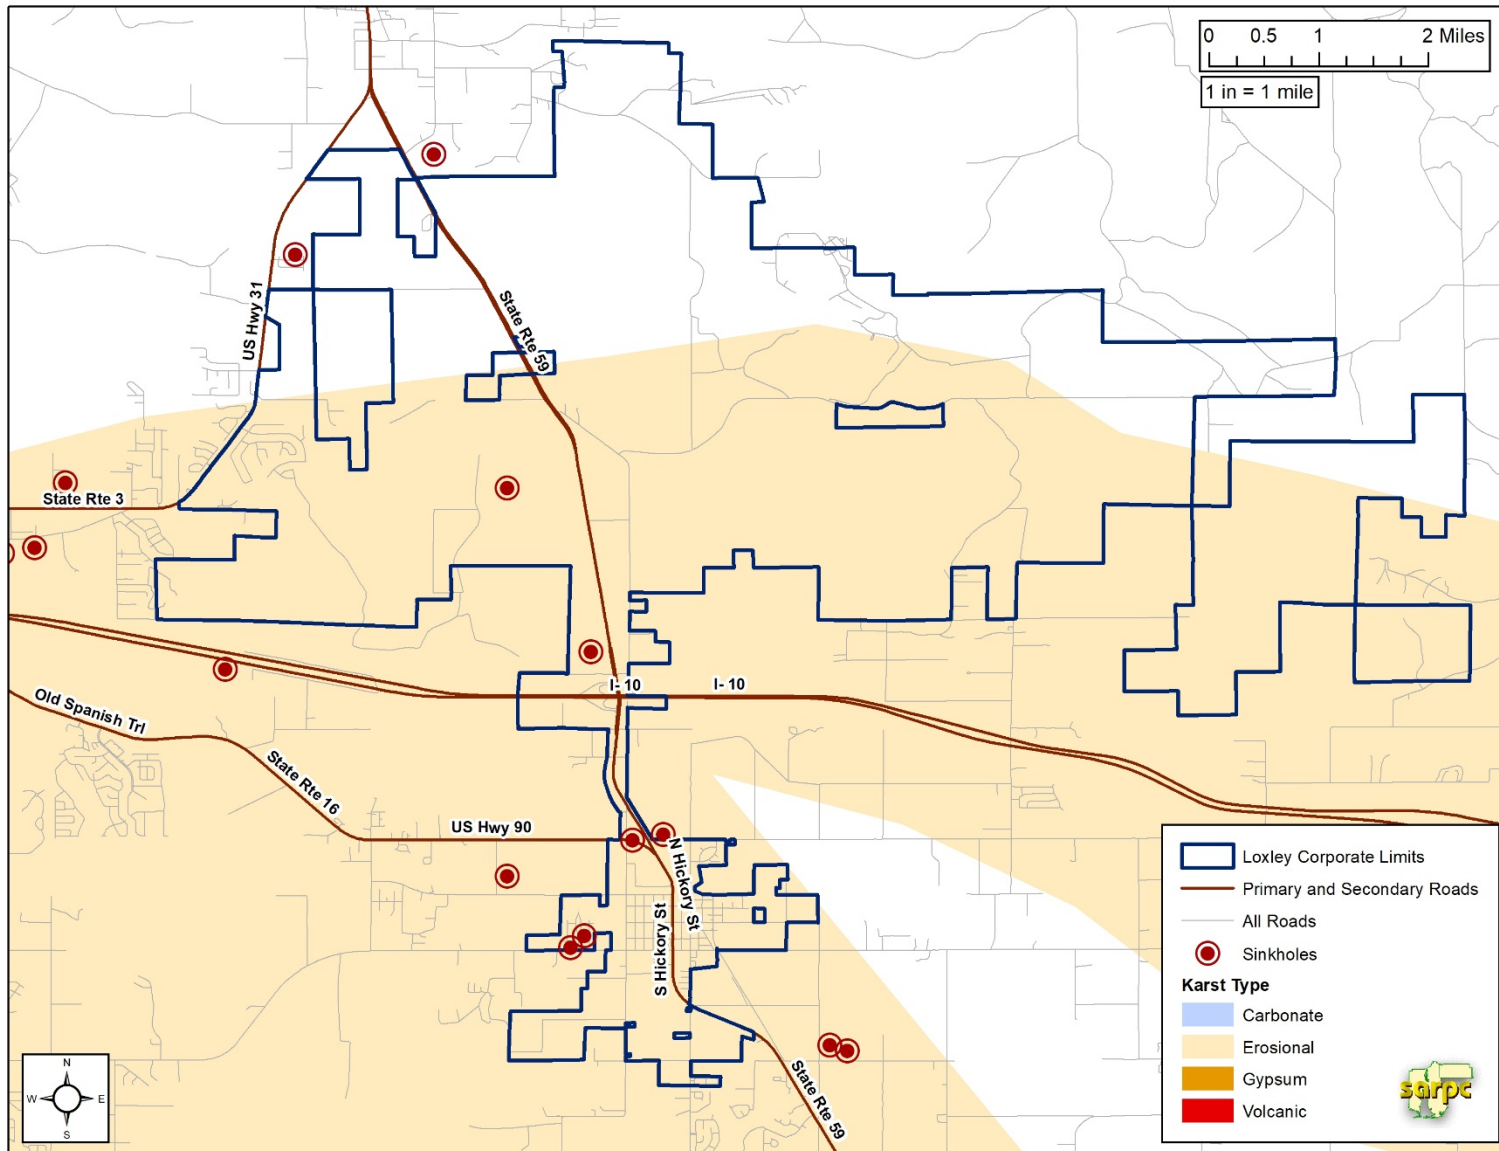 0 0.5 1 2 Miles
1 in = 1 mile
US Hwy 31
State Rte 59
State Rte 3
I- 10
I- 10
Old Spanish Trl
State Rte 16
US Hwy 90
N Hickory St
S Hickory St
State Rte 59
Loxley Corporate Limits
Primary and Secondary Roads
All Roads
Sinkholes
Karst Type
Carbonate
Erosional
Gypsum
Volcanic
sarpc
N
W E
S